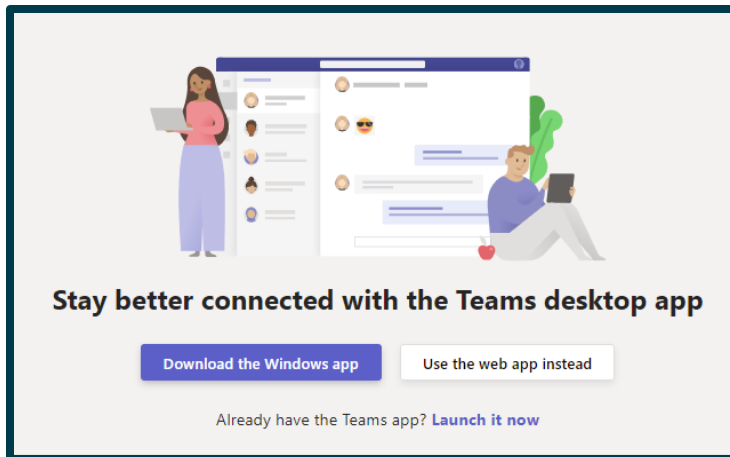 Stay better connected with the Teams desktop app
Download the Windows app
Use the web app instead
Already have the Teams app? Launch it now